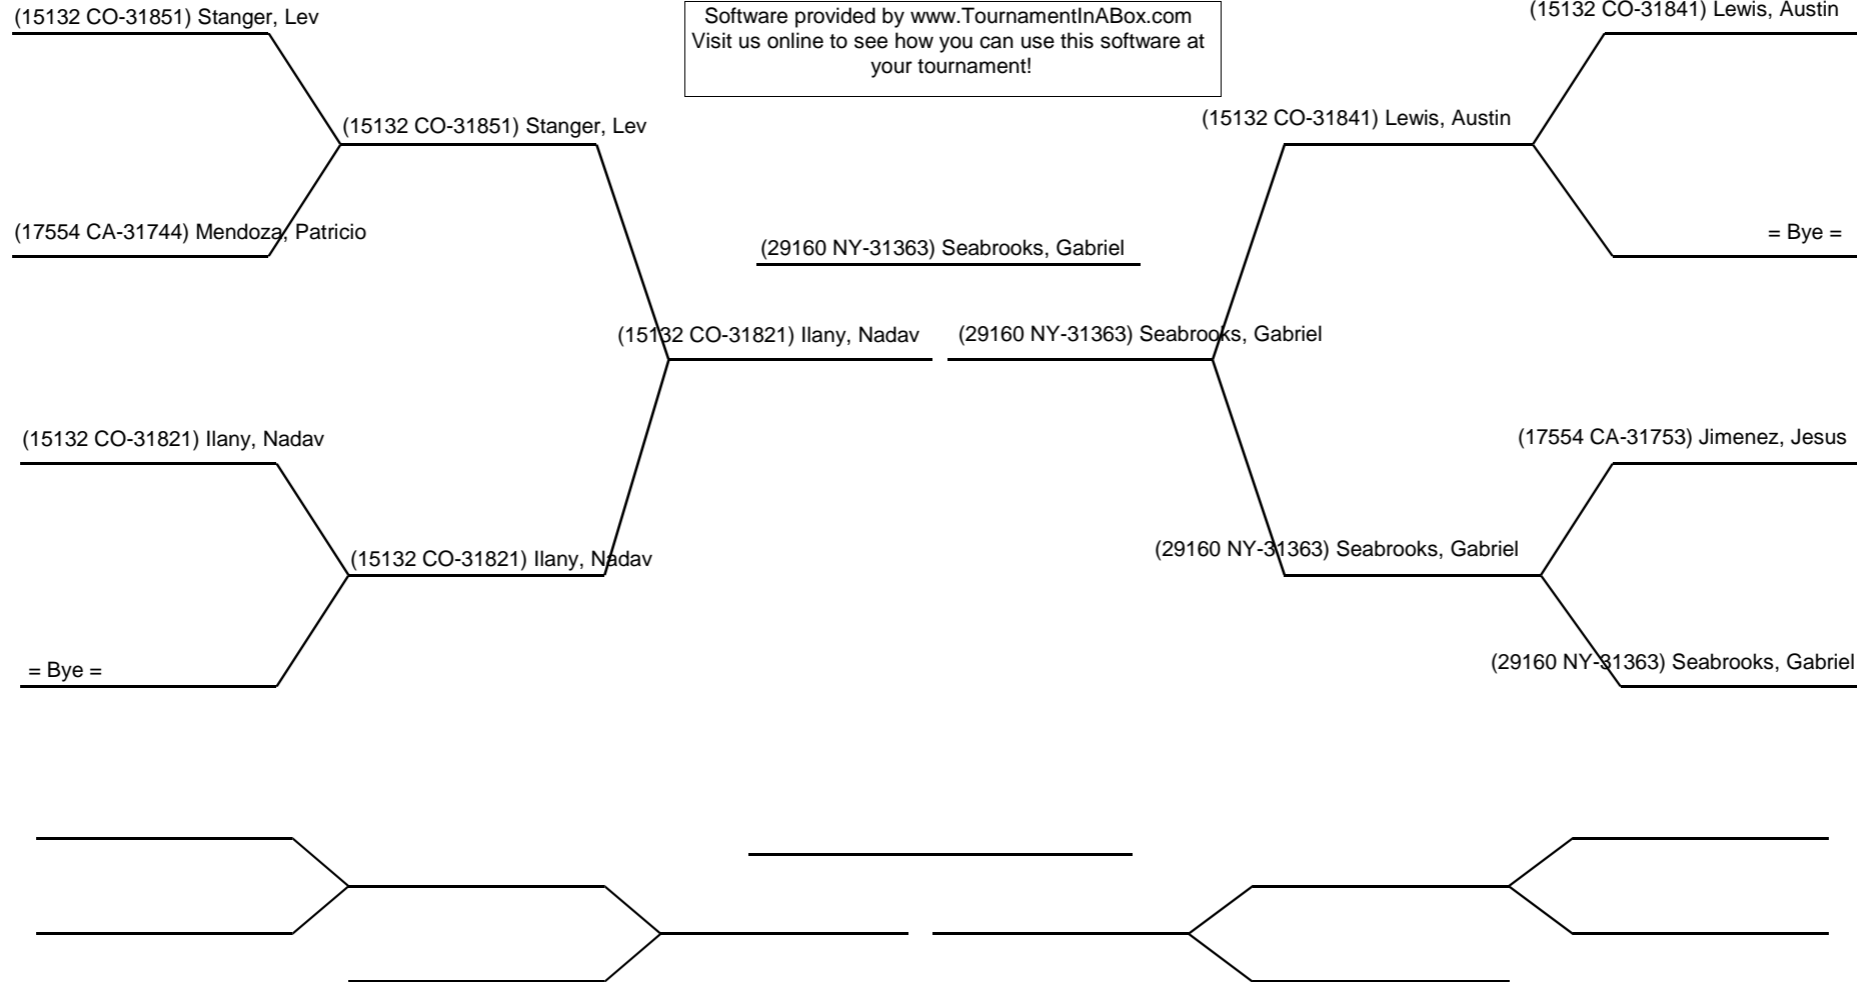 (15132 CO-31851) Stanger, Lev
Software provided by www.TournamentInABox.com
Visit us online to see how you can use this software at
your tournament!
(15132 CO-31841) Lewis, Austin
(15132 CO-31851) Stanger, Lev
(15132 CO-31841) Lewis, Austin
(17554 CA-31744) Mendoza, Patricio
(29160 NY-31363) Seabrooks, Gabriel
= Bye =
(15132 CO-31821) Ilany, Nadav
(29160 NY-31363) Seabrooks, Gabriel
(15132 CO-31821) Ilany, Nadav
(17554 CA-31753) Jimenez, Jesus
(15132 CO-31821) Ilany, Nadav
(29160 NY-31363) Seabrooks, Gabriel
= Bye =
(29160 NY-31363) Seabrooks, Gabriel